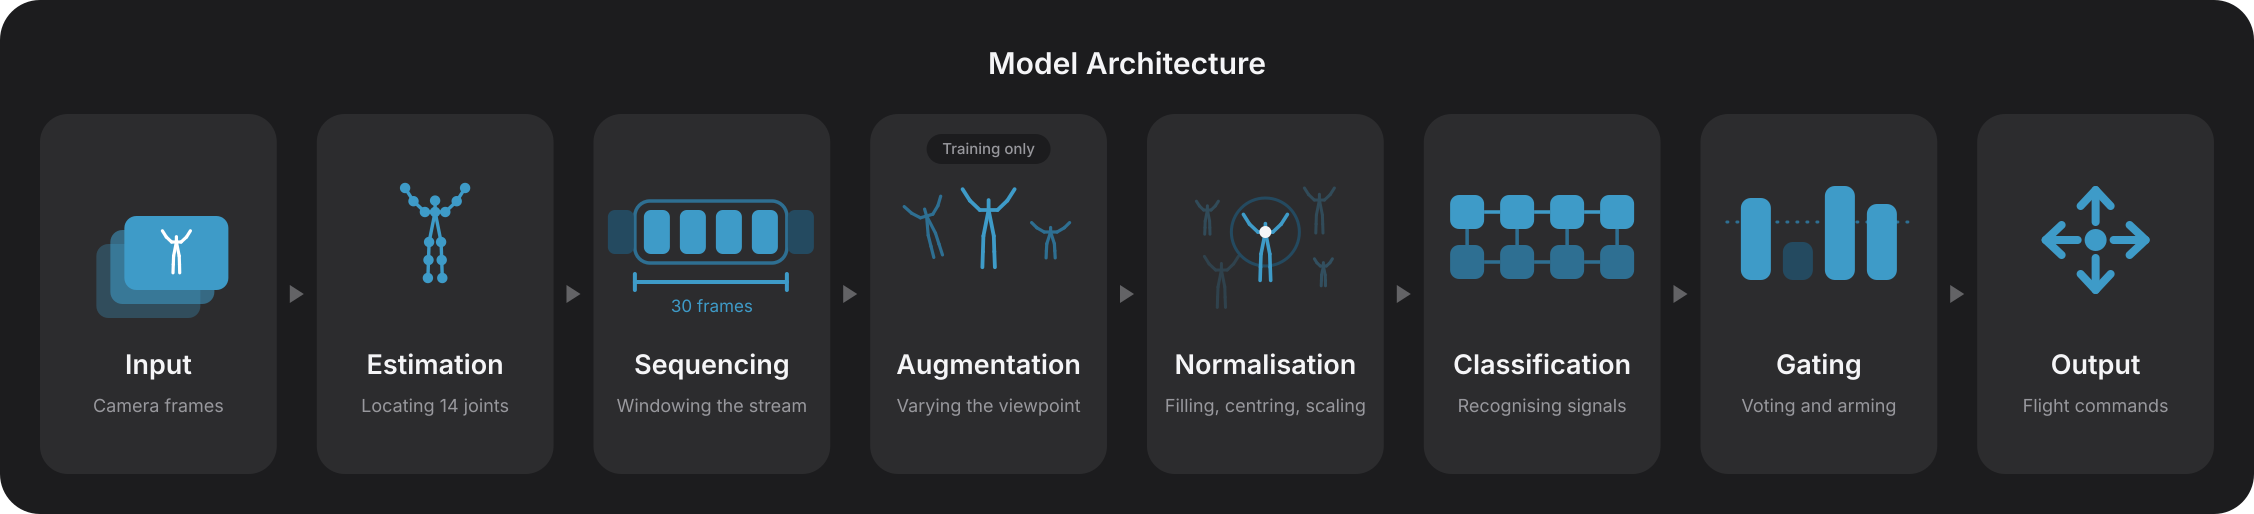 Model Architecture
Training only
30 frames
Input
Camera frames
Estimation
Locating 14 joints
Sequencing
Windowing the stream
Augmentation
Varying the viewpoint
Normalisation
Filling, centring, scaling
Classification
Recognising signals
Gating
Voting and arming
Output
Flight commands